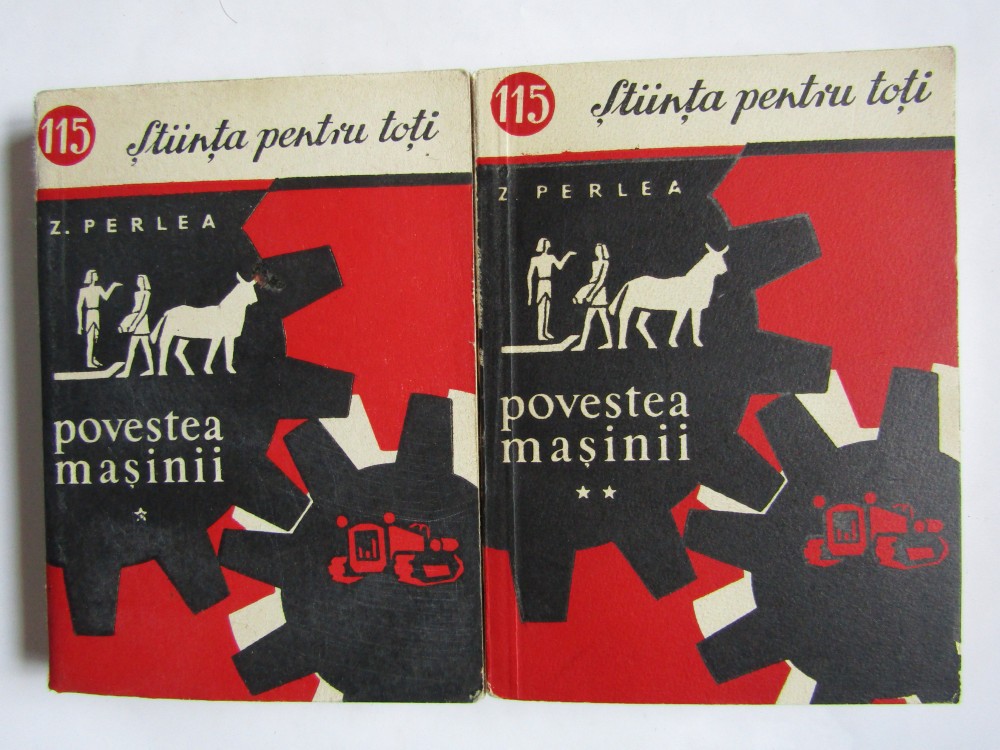 115
Știința pentru toți
Z. PERLEA
povestea
mașinii
*
115
Știința pentru toți
Z. PERLEA
povestea
mașinii
**